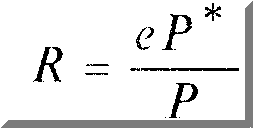 R = eP* / P